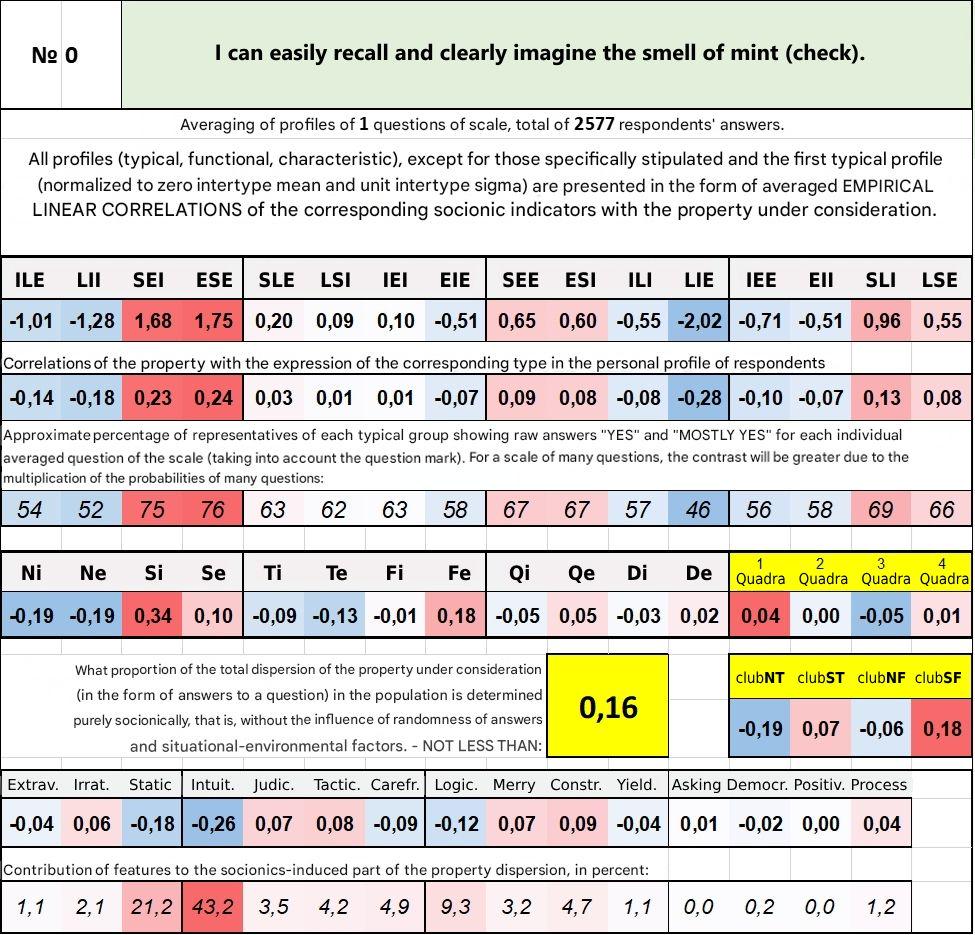 № 0
I can easily recall and clearly imagine the smell of mint (check).
Averaging of profiles of 1 questions of scale, total of 2577 respondents' answers.
All profiles (typical, functional, characteristic), except for those specifically stipulated and the first typical profile
(normalized to zero intertype mean and unit intertype sigma) are presented in the form of averaged EMPIRICAL
LINEAR CORRELATIONS of the corresponding socionic indicators with the property under consideration.
ILE LII SEI ESE SLE LSI IEI EIE SEE ESI ILI LIE IEE EII SLI LSE
-1,01 -1,28 1,68 1,75 0,20 0,09 0,10 -0,51 0,65 0,60 -0,55 -2,02 -0,71 -0,51 0,96 0,55
Correlations of the property with the expression of the corresponding type in the personal profile of respondents
-0,14 -0,18 0,23 0,24 0,03 0,01 0,01 -0,07 0,09 0,08 -0,08 -0,28 -0,10 -0,07 0,13 0,08
Approximate percentage of representatives of each typical group showing raw answers "YES" and "MOSTLY YES" for each individual
averaged question of the scale (taking into account the question mark). For a scale of many questions, the contrast will be greater due to the
multiplication of the probabilities of many questions:
54 52 75 76 63 62 63 58 67 67 57 46 56 58 69 66
Ni Ne Si Se Ti Te Fi Fe Qi Qe Di De 1 Quadra 2 Quadra 3 Quadra 4 Quadra
-0,19 -0,19 0,34 0,10 -0,09 -0,13 -0,01 0,18 -0,05 0,05 -0,03 0,02 0,04 0,00 -0,05 0,01
What proportion of the total dispersion of the property under consideration
(in the form of answers to a question) in the population is determined
purely socionically, that is, without the influence of randomness of answers
and situational-environmental factors. - NOT LESS THAN:
0,16
clubNT clubST clubNF clubSF
-0,19 0,07 -0,06 0,18
Extrav. Irrat. Static Intuit. Judic. Tactic. Carefr. Logic. Merry Constr. Yield. Asking Democr. Positiv. Process
-0,04 0,06 -0,18 -0,26 0,07 0,08 -0,09 -0,12 0,07 0,09 -0,04 0,01 -0,02 0,00 0,04
Contribution of features to the socionics-induced part of the property dispersion, in percent:
1,1 2,1 21,2 43,2 3,5 4,2 4,9 9,3 3,2 4,7 1,1 0,0 0,2 0,0 1,2